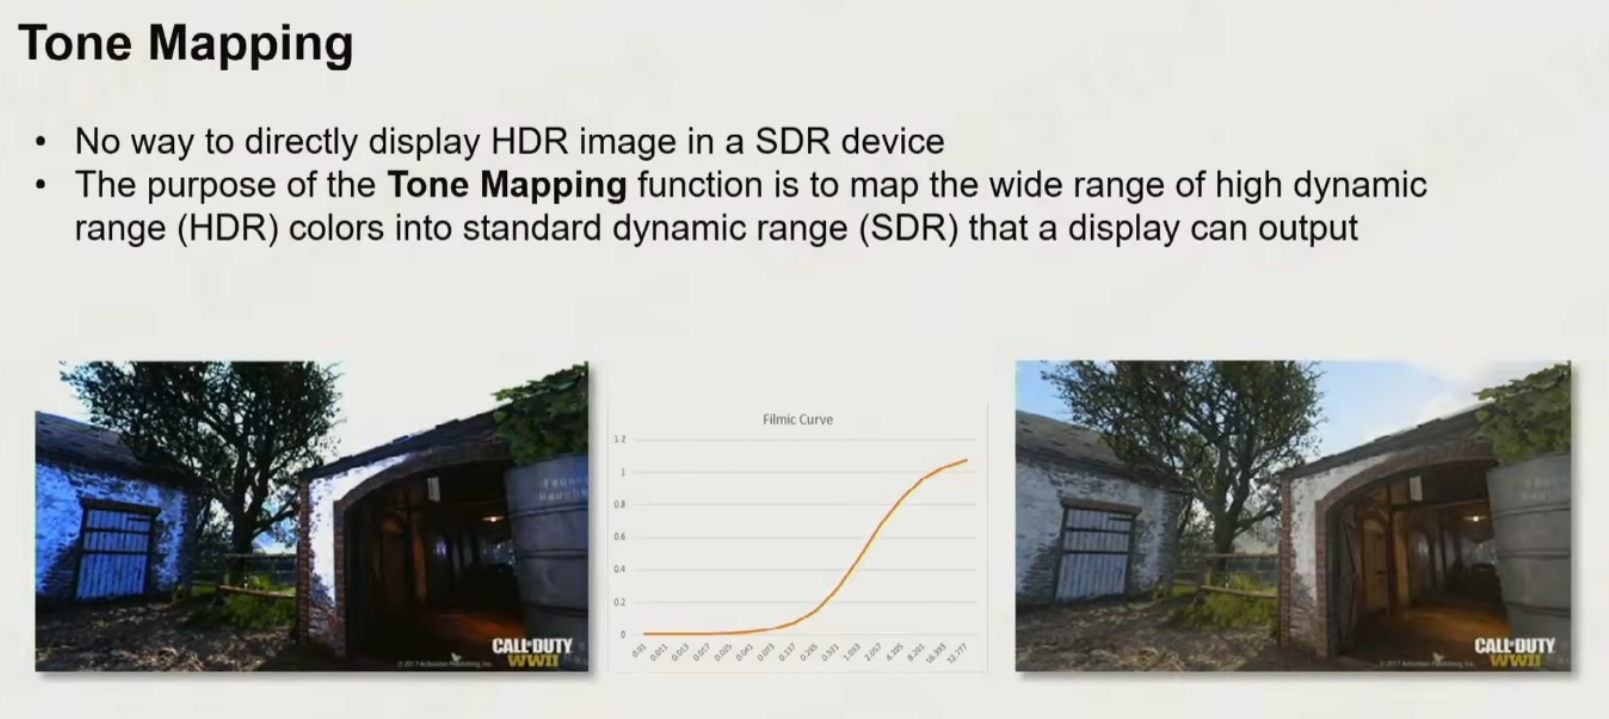 Tone Mapping
• No way to directly display HDR image in a SDR device
• The purpose of the Tone Mapping function is to map the wide range of high dynamic
range (HDR) colors into standard dynamic range (SDR) that a display can output
CALL OF DUTY
WWII
© 2017 Activision Publishing, Inc.
Filmic Curve
1.2
1
0.8
0.6
0.4
0.2
0
0.01 0.011 0.013 0.017 0.025 0.041 0.073 0.137 0.265 0.521 1.033 2.057 4.105 8.201 16.393
CALL OF DUTY
WWII
© 2017 Activision Publishing, Inc.